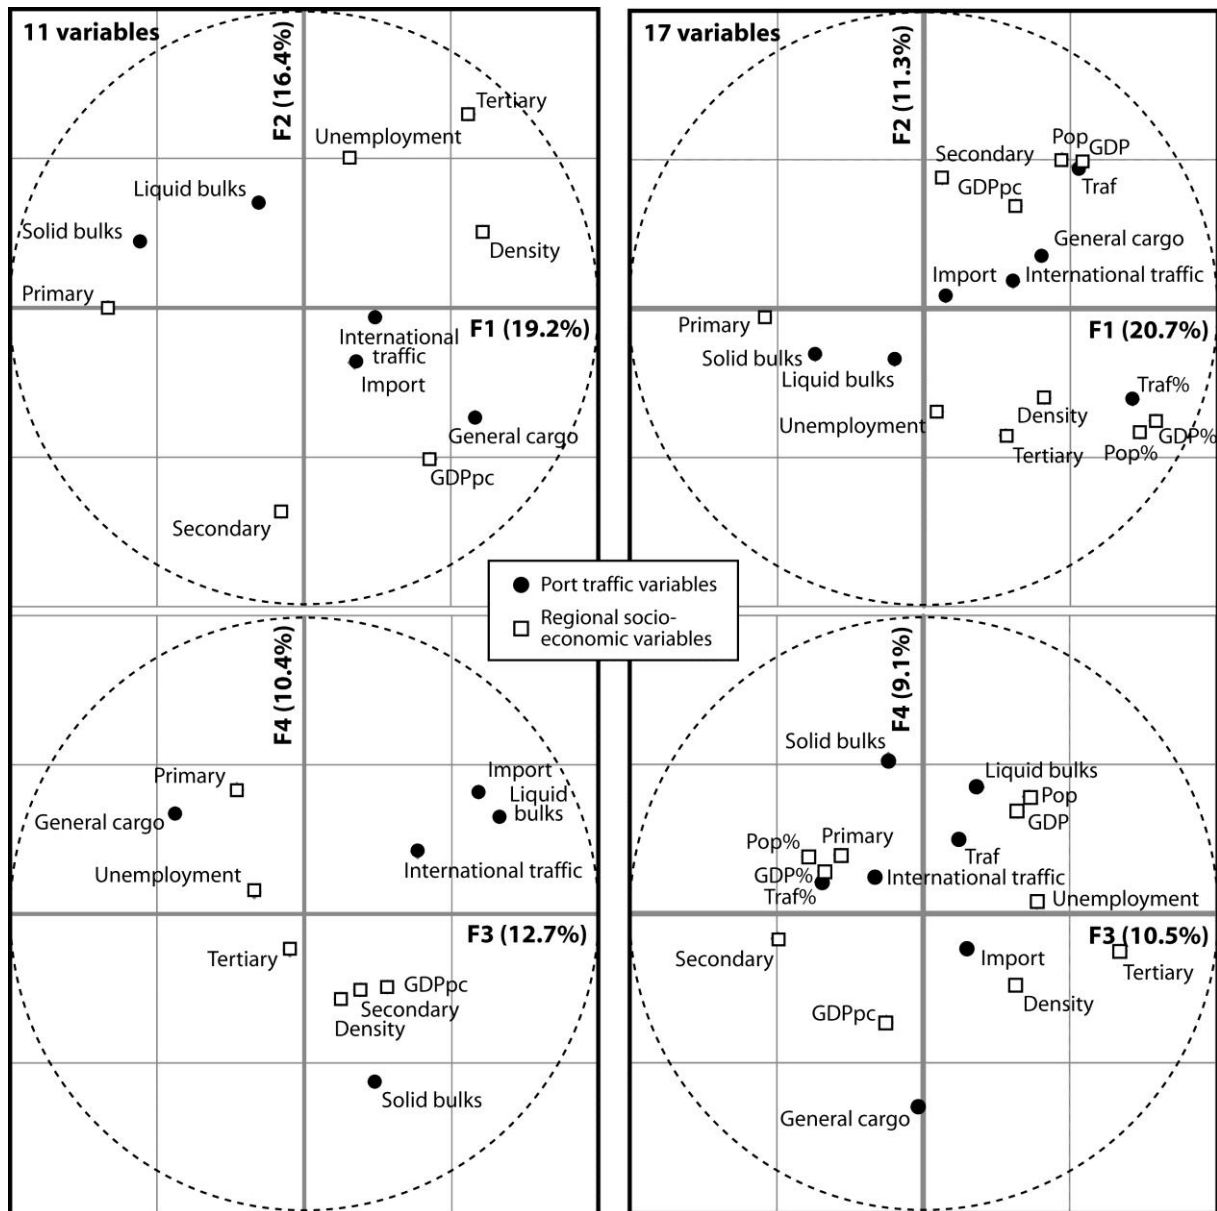 11 variables
F2 (16.4%)
Tertiary
Unemployment
Liquid bulks
Solid bulks
Density
Primary
F1 (19.2%)
International
traffic
Import
General cargo
GDPpc
Secondary
17 variables
F2 (11.3%)
Pop
GDP
Secondary
Traf
GDPpc
General cargo
Import
International traffic
Primary
F1 (20.7%)
Solid bulks
Liquid bulks
Traf%
Density
Unemployment
GDP%
Tertiary
Pop%
Port traffic variables
Regional socio-
economic variables
F4 (10.4%)
Primary
Import
Liquid
bulks
General cargo
International traffic
Unemployment
F3 (12.7%)
Tertiary
GDPpc
Secondary
Density
Solid bulks
F4 (9.1%)
Solid bulks
Liquid bulks
Pop
GDP
Pop%
Primary
Traf
GDP%
International traffic
Traf%
Unemployment
F3 (10.5%)
Secondary
Import
Tertiary
Density
GDPpc
General cargo